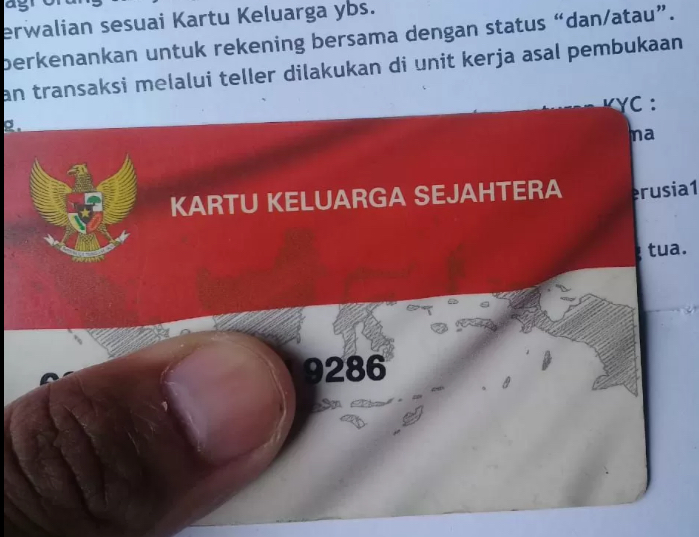 erwalian sesuai Kartu Keluarga ybs.
perkenankan untuk rekening bersama dengan status “dan/atau”.
an transaksi melalui teller dilakukan di unit kerja asal pembukaan
g.
KYC :
ma
KARTU KELUARGA SEJAHTERA
erusia1
tua.
9286